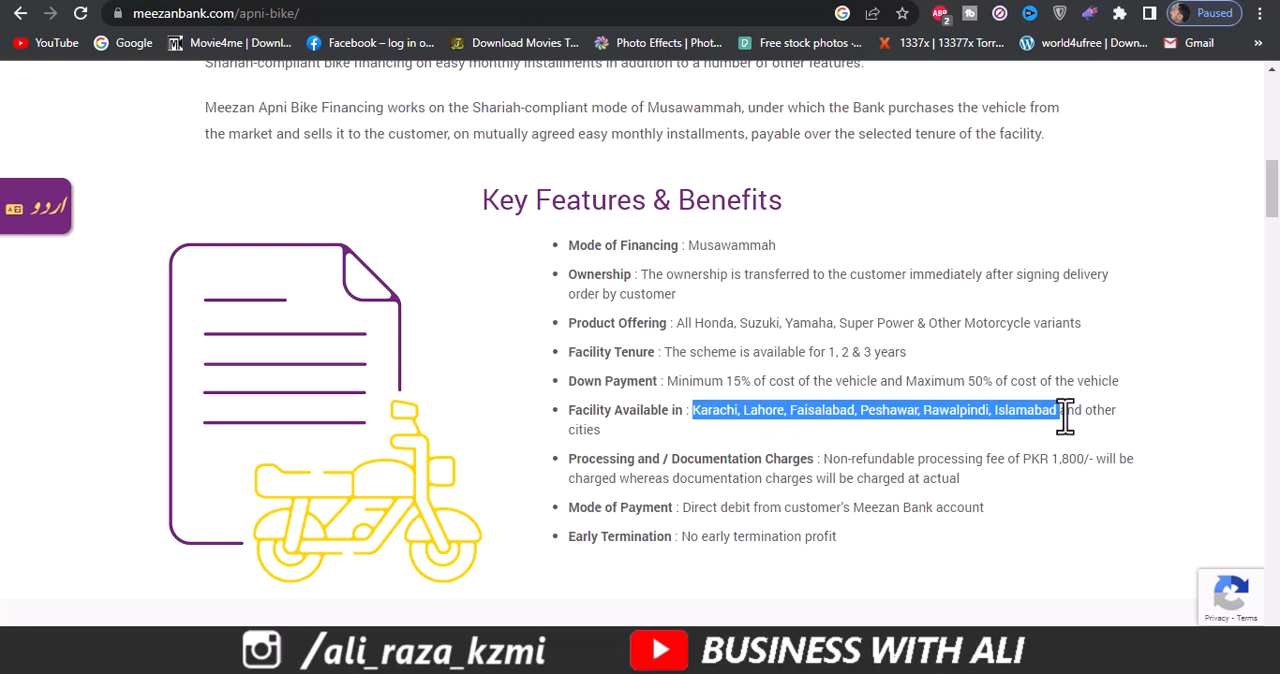 meezanbank.com/apni-bike/
Paused
YouTube
Google
Movie4me | Downl...
Facebook – log in o...
Download Movies T...
Photo Effects | Phot...
Free stock photos -...
1337x | 13377x Torr...
world4ufree | Down...
Gmail
»
Shariah-compliant bike financing on easy monthly installments in addition to a number of other features.
Meezan Apni Bike Financing works on the Shariah-compliant mode of Musawammah, under which the Bank purchases the vehicle from
the market and sells it to the customer, on mutually agreed easy monthly installments, payable over the selected tenure of the facility.
اردو
Key Features & Benefits
• Mode of Financing : Musawammah
• Ownership : The ownership is transferred to the customer immediately after signing delivery
order by customer
• Product Offering : All Honda, Suzuki, Yamaha, Super Power & Other Motorcycle variants
• Facility Tenure : The scheme is available for 1, 2 & 3 years
• Down Payment : Minimum 15% of cost of the vehicle and Maximum 50% of cost of the vehicle
• Facility Available in : Karachi, Lahore, Faisalabad, Peshawar, Rawalpindi, Islamabad and other
cities
• Processing and / Documentation Charges : Non-refundable processing fee of PKR 1,800/- will be
charged whereas documentation charges will be charged at actual
• Mode of Payment : Direct debit from customer's Meezan Bank account
• Early Termination : No early termination profit
Privacy - Terms
/ali_raza_kzmi
BUSINESS WITH ALI